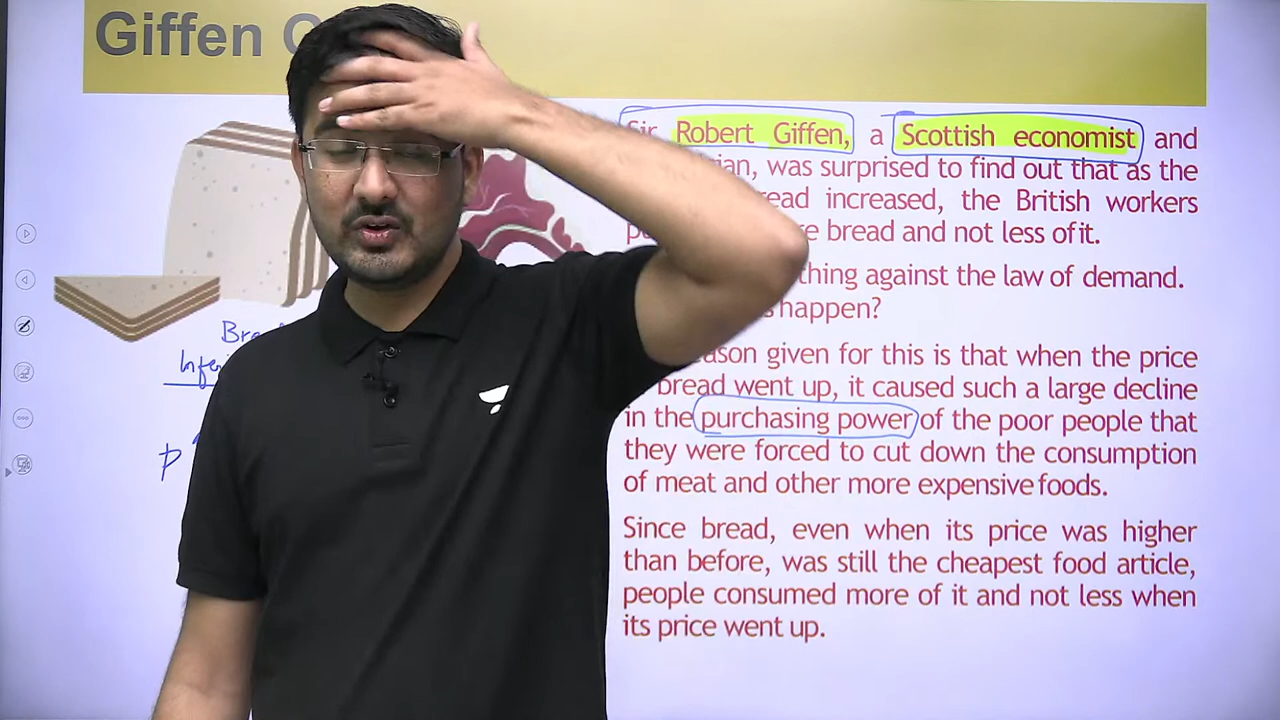 Giffen
Sir Robert Giffen, a Scottish economist and
was surprised to find out that as the
increased, the British workers
bread and not less of it.
against the law of demand.
happen?
given for this is that when the price
bread went up, it caused such a large decline
in the purchasing power of the poor people that
they were forced to cut down the consumption
of meat and other more expensive foods.
Since bread, even when its price was higher
than before, was still the cheapest food article,
people consumed more of it and not less when
its price went up.
P